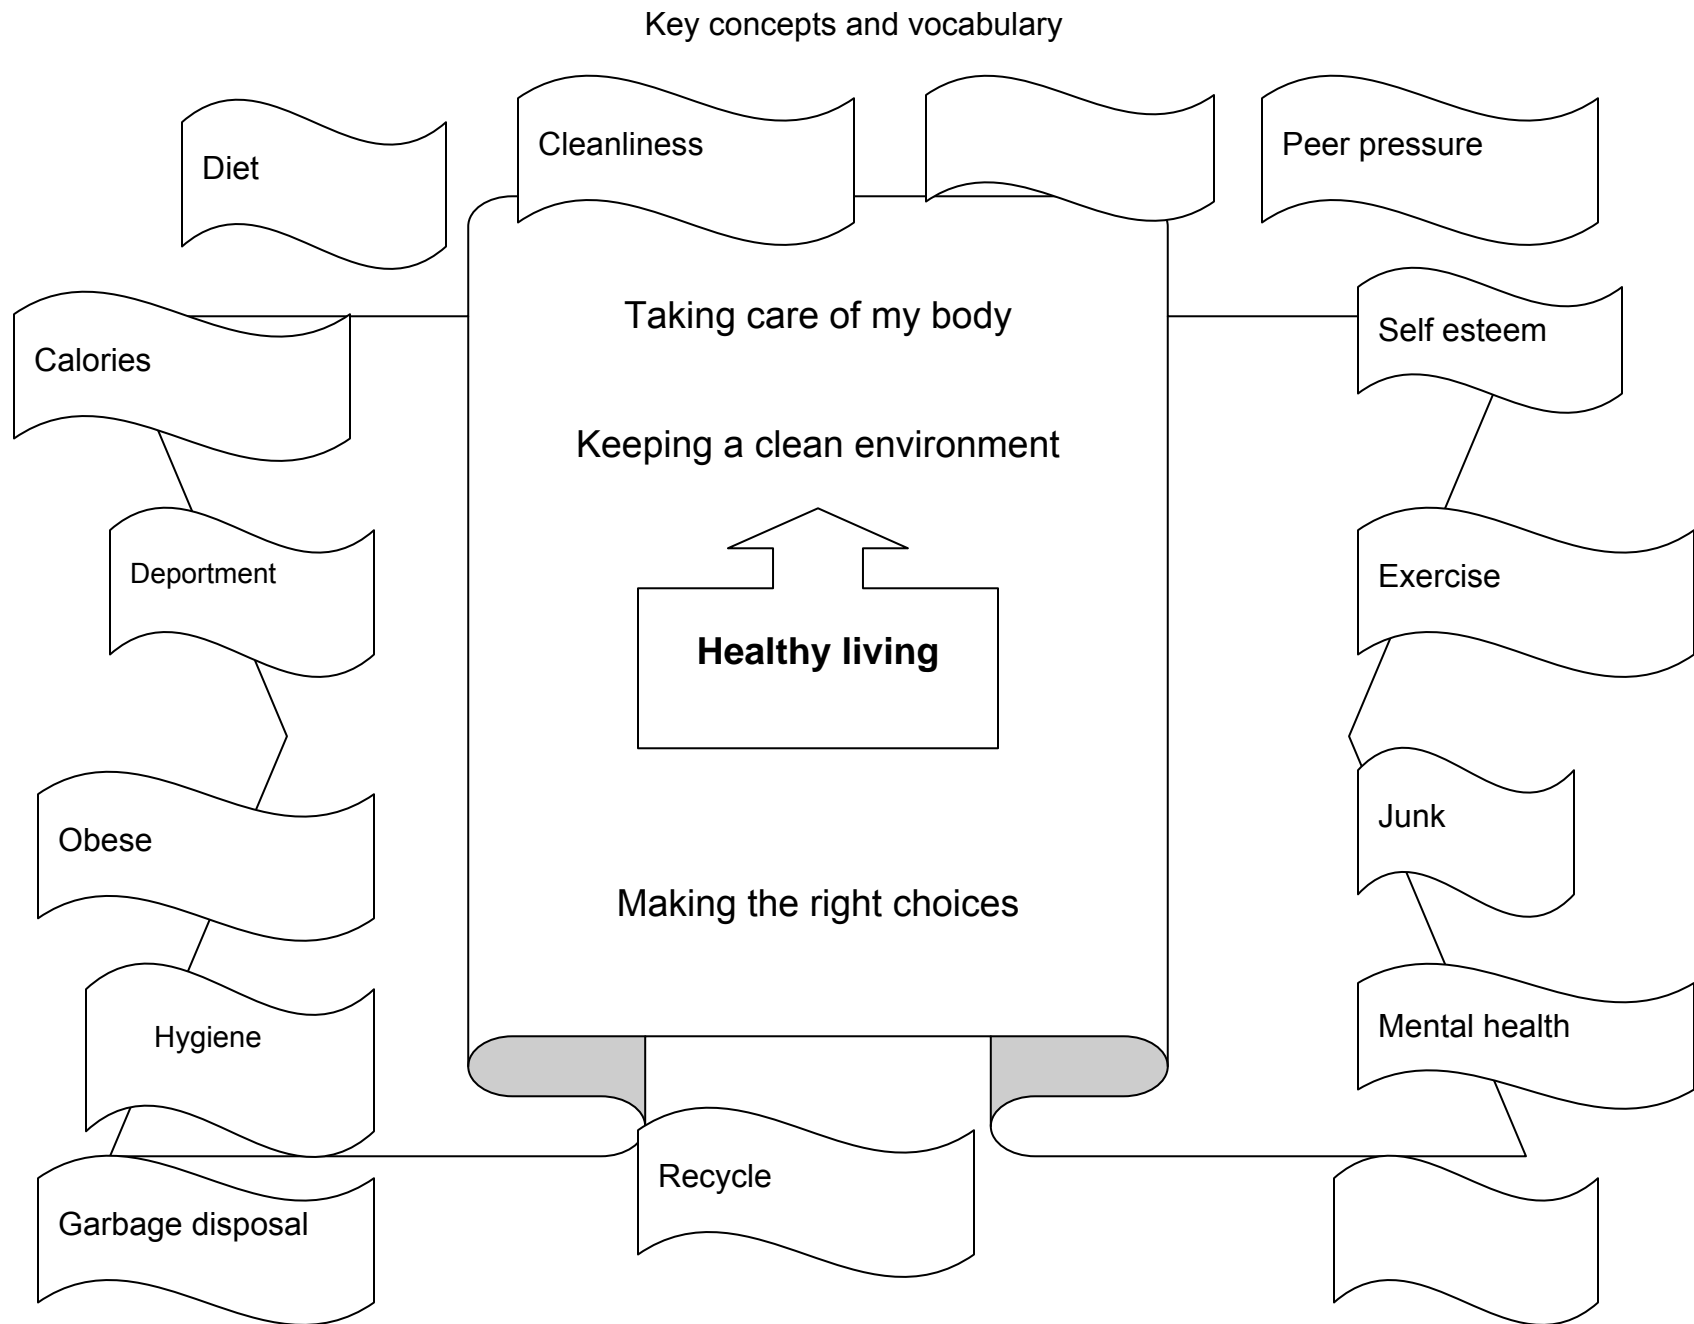 Key concepts and vocabulary
Diet
Cleanliness
Peer pressure
Taking care of my body
Calories
Self esteem
Keeping a clean environment
Deportment
Exercise
Healthy living
Obese
Junk
Making the right choices
Hygiene
Mental health
Recycle
Garbage disposal